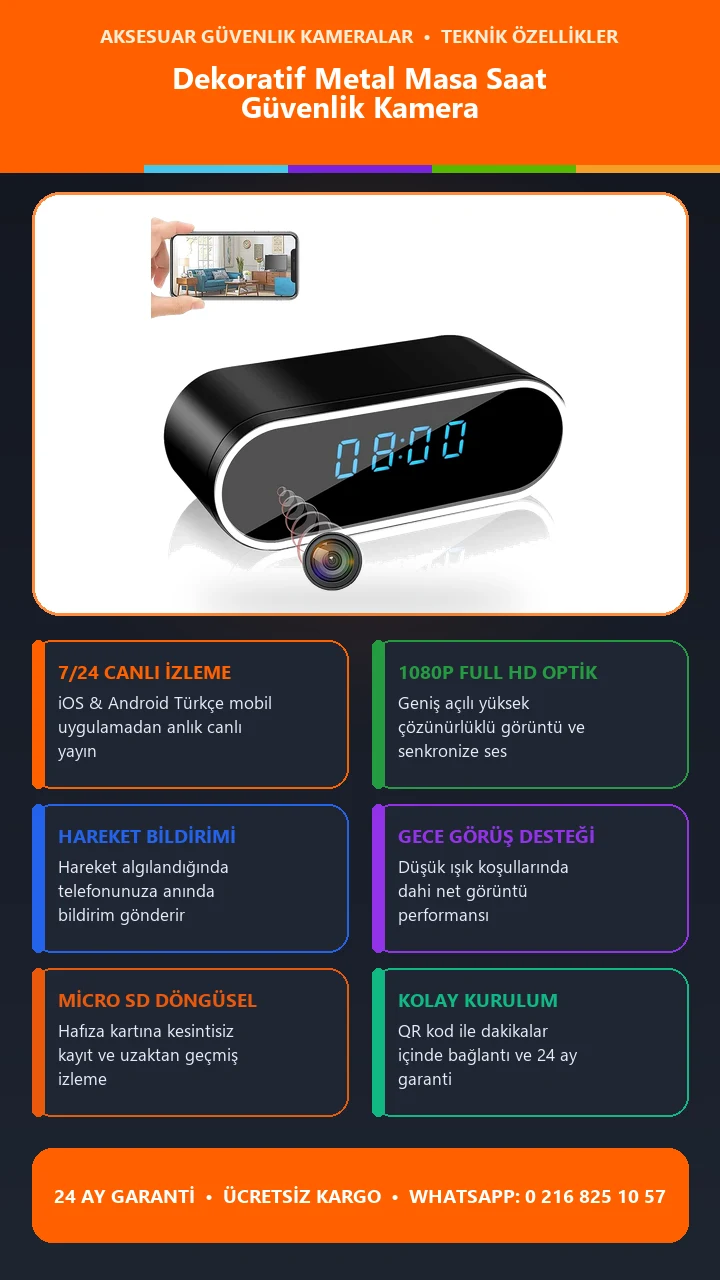 AKSESUAR GÜVENLIK KAMERALAR • TEKNİK ÖZELLİKLER
Dekoratif Metal Masa Saat
Güvenlik Kamera
08:00
7/24 CANLI İZLEME
iOS & Android Türkçe mobil
uygulamadan anlık canlı
yayın
1080P FULL HD OPTİK
Geniş açılı yüksek
çözünürlüklü görüntü ve
senkronize ses
HAREKET BİLDİRİMİ
Hareket algılandığında
telefonunuza anında
bildirim gönderir
GECE GÖRÜŞ DESTEĞİ
Düşük ışık koşullarında
dahi net görüntü
performansı
MİCRO SD DÖNGÜSEL
Hafıza kartına kesintisiz
kayıt ve uzaktan geçmiş
izleme
KOLAY KURULUM
QR kod ile dakikalar
içinde bağlantı ve 24 ay
garanti
24 AY GARANTİ • ÜCRETSİZ KARGO • WHATSAPP: 0 216 825 10 57